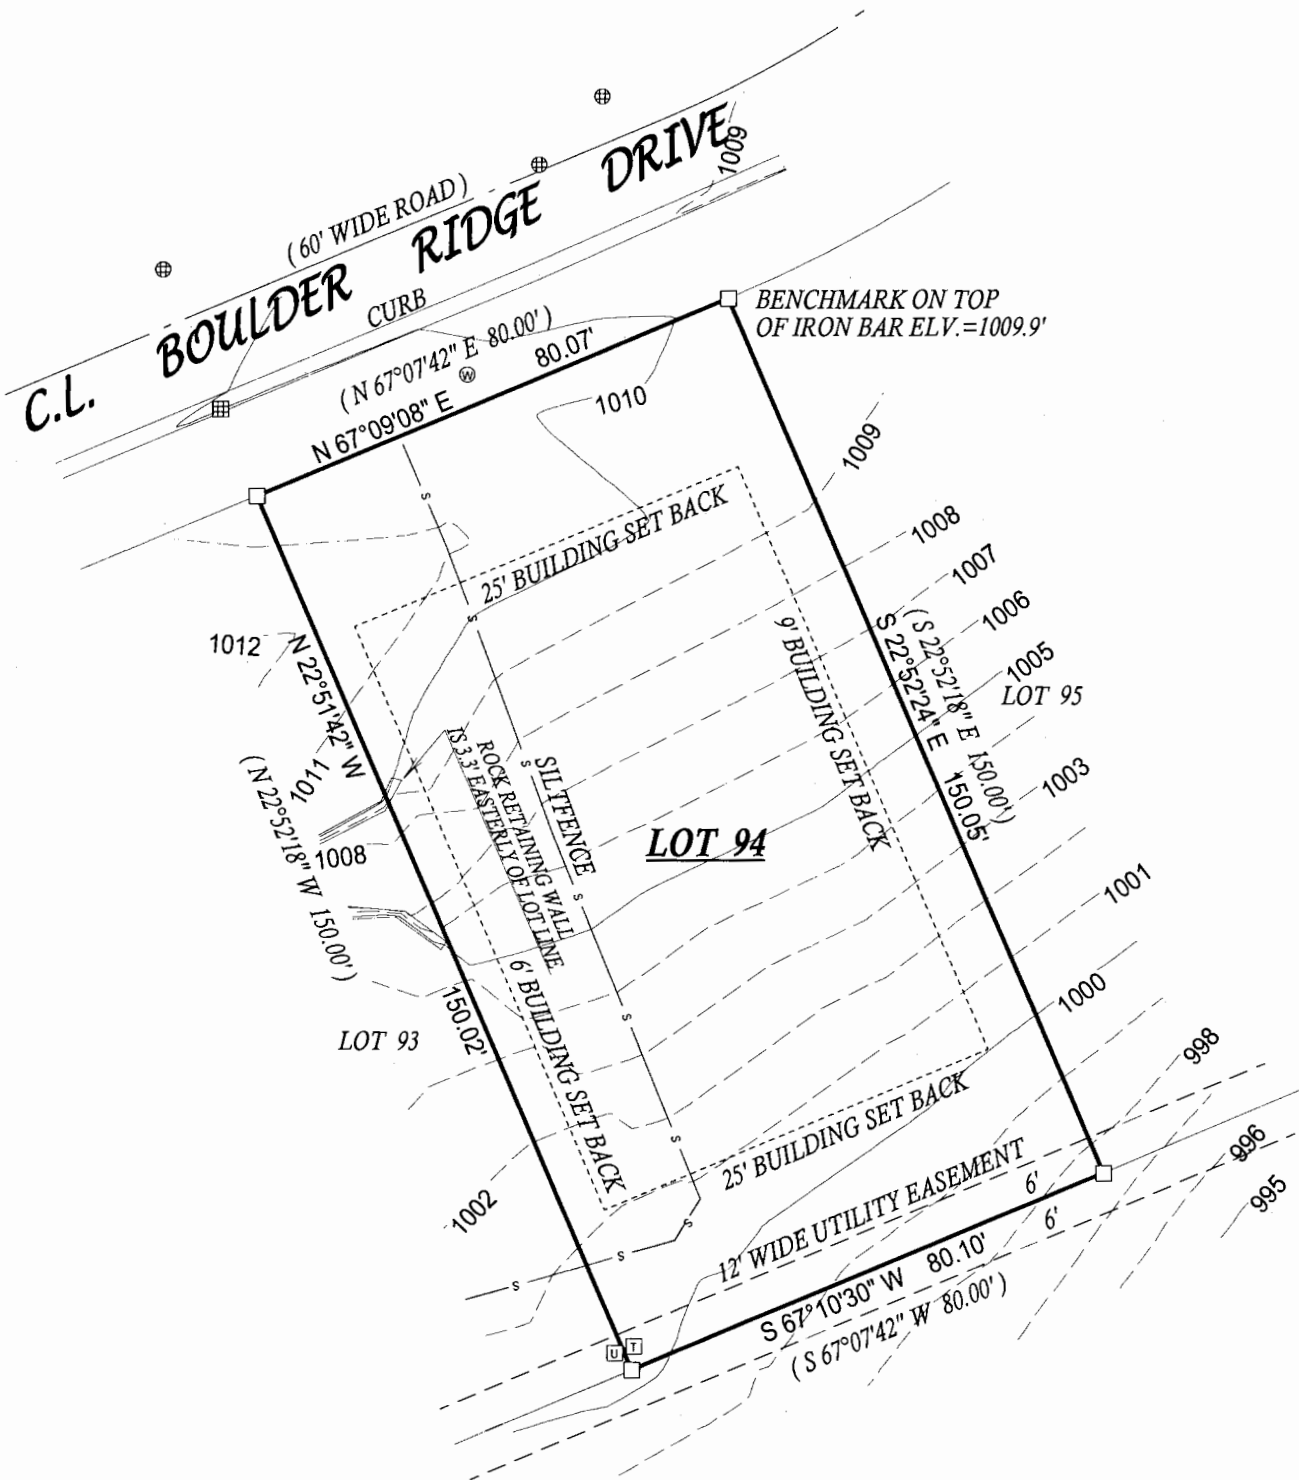 1009
( 60' WIDE ROAD )
C.L. BOULDER RIDGE DRIVE
CURB
BENCHMARK ON TOP
OF IRON BAR ELV.=1009.9'
( N 67°07'42" E 80.00' )
W
N 67°09'08" E 80.07'
1010
1009
S
25' BUILDING SET BACK
1008
1007
1006
1005
S
1012
N 22°51'42" W 150.02'
( N 22°52'18" W 150.00' )
1011
9' BUILDING SET BACK
S 22°52'24" E 150.05'
( S 22°52'18" E 150.00' )
LOT 95
ROCK RETAINING WALL
IS 3.3' EASTERLY OF LOT LINE
S
SILTFENCE
S
1003
LOT 94
1008
1001
6' BUILDING SET BACK
S
1000
LOT 93
998
S
25' BUILDING SET BACK
1002
996
995
12' WIDE UTILITY EASEMENT
6'
6'
S
S
S
S 67°10'30" W 80.10'
( S 67°07'42" W 80.00' )
U
T